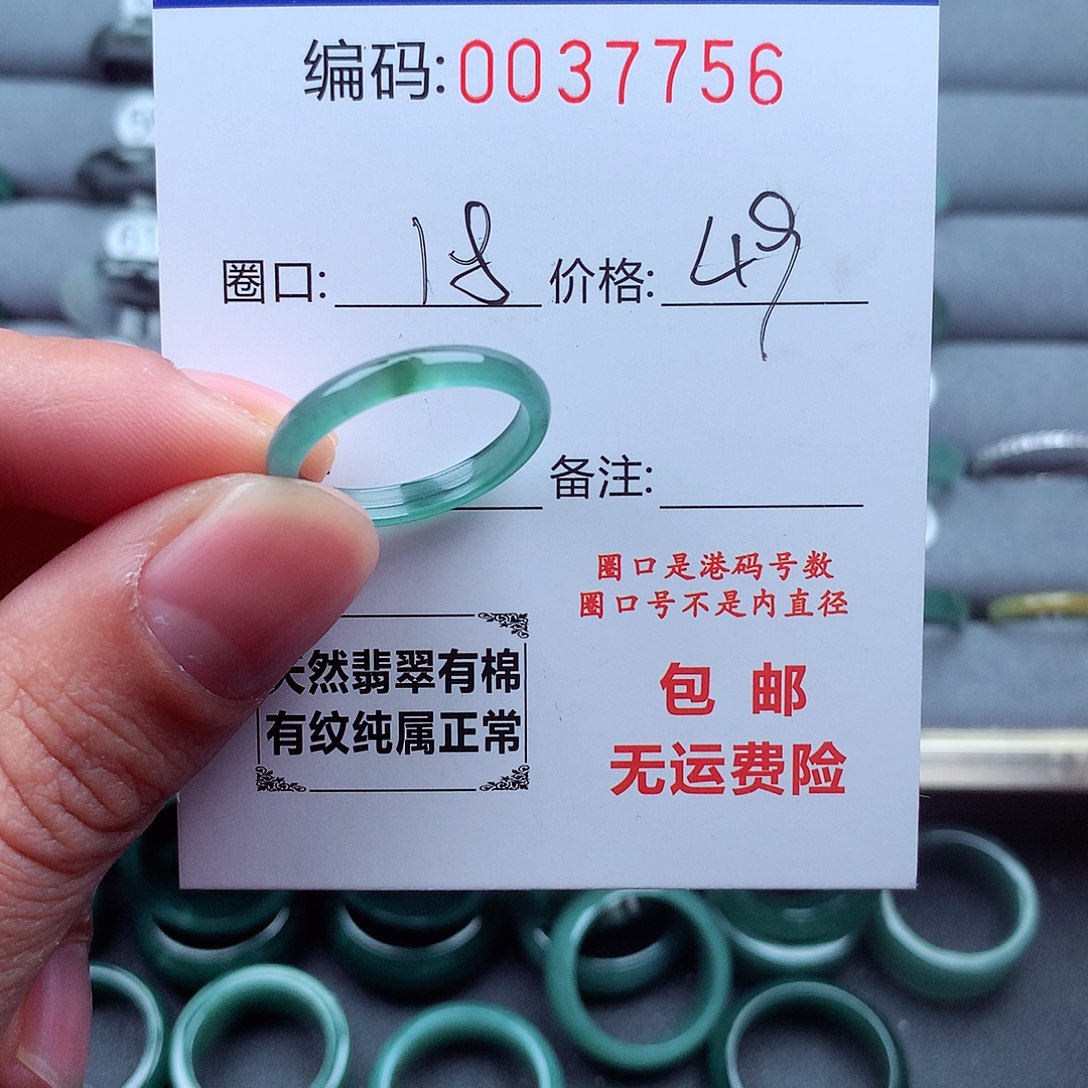 编码:0037756
圈口: 18 价格: 49
备注:
圈口是港码号数
圈口号不是内直径
天然翡翠有棉
有纹纯属正常
包邮
无运费险